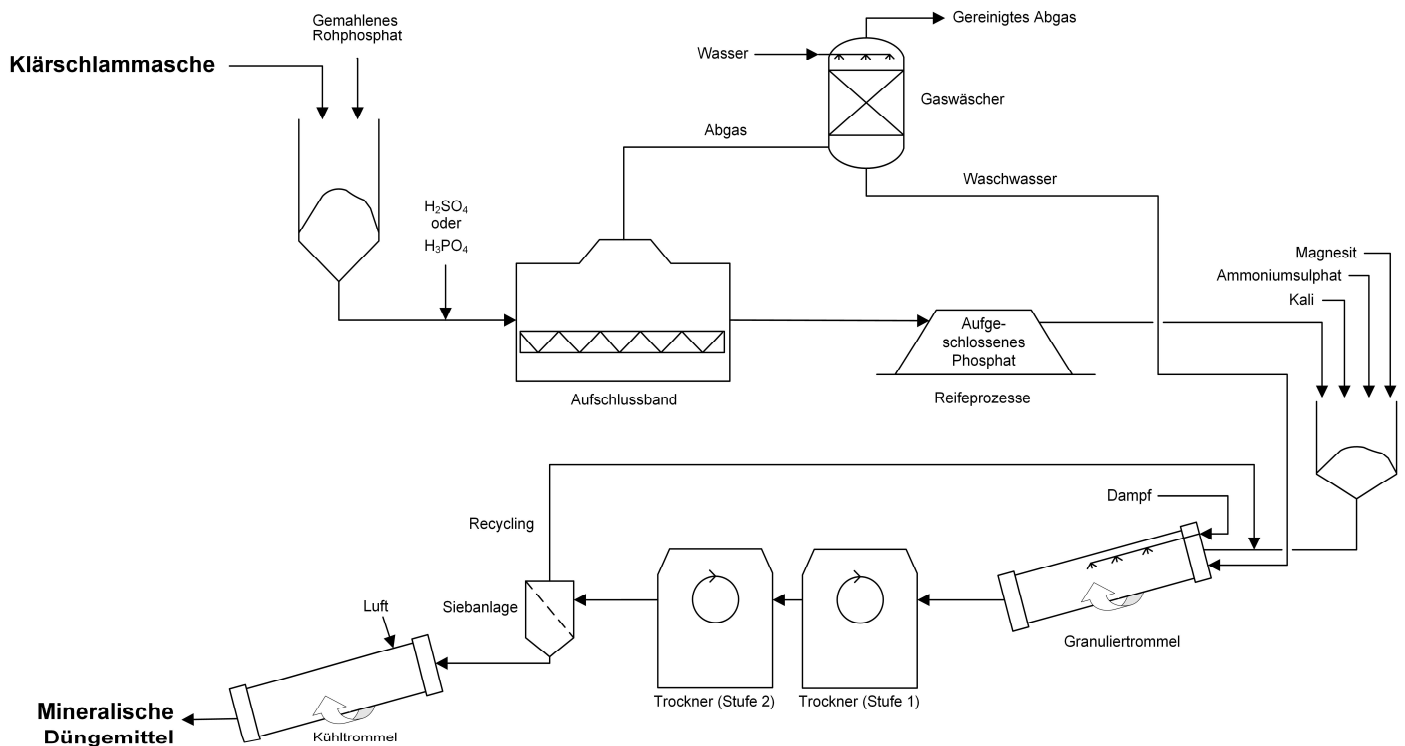 Gemahlenes
Rohphosphat
Klärschlammasche
Gereinigtes Abgas
Wasser
Gaswäscher
Abgas
Waschwasser
H₂SO₄
oder
H₃PO₄
Magnesit
Ammoniumsulphat
Kali
Aufge-
schlossenes
Phosphat
Aufschlussband
Reifeprozesse
Dampf
Recycling
Siebanlage
Luft
Granuliertrommel
Trockner (Stufe 2)
Trockner (Stufe 1)
Mineralische
Düngemittel
Kühltrommel